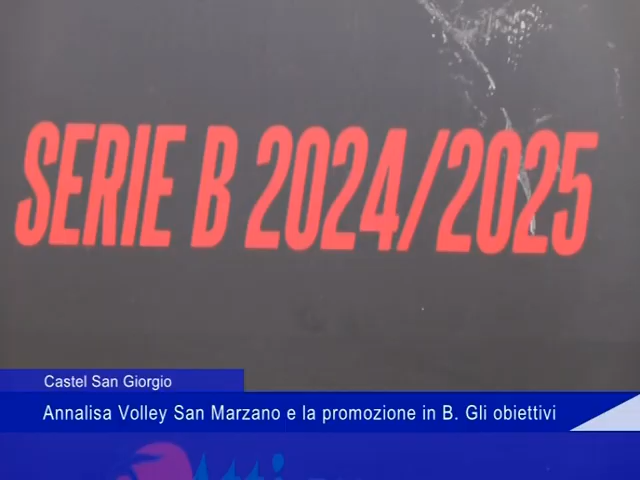 SERIE B 2024/2025
Castel San Giorgio
Annalisa Volley San Marzano e la promozione in B. Gli obiettivi